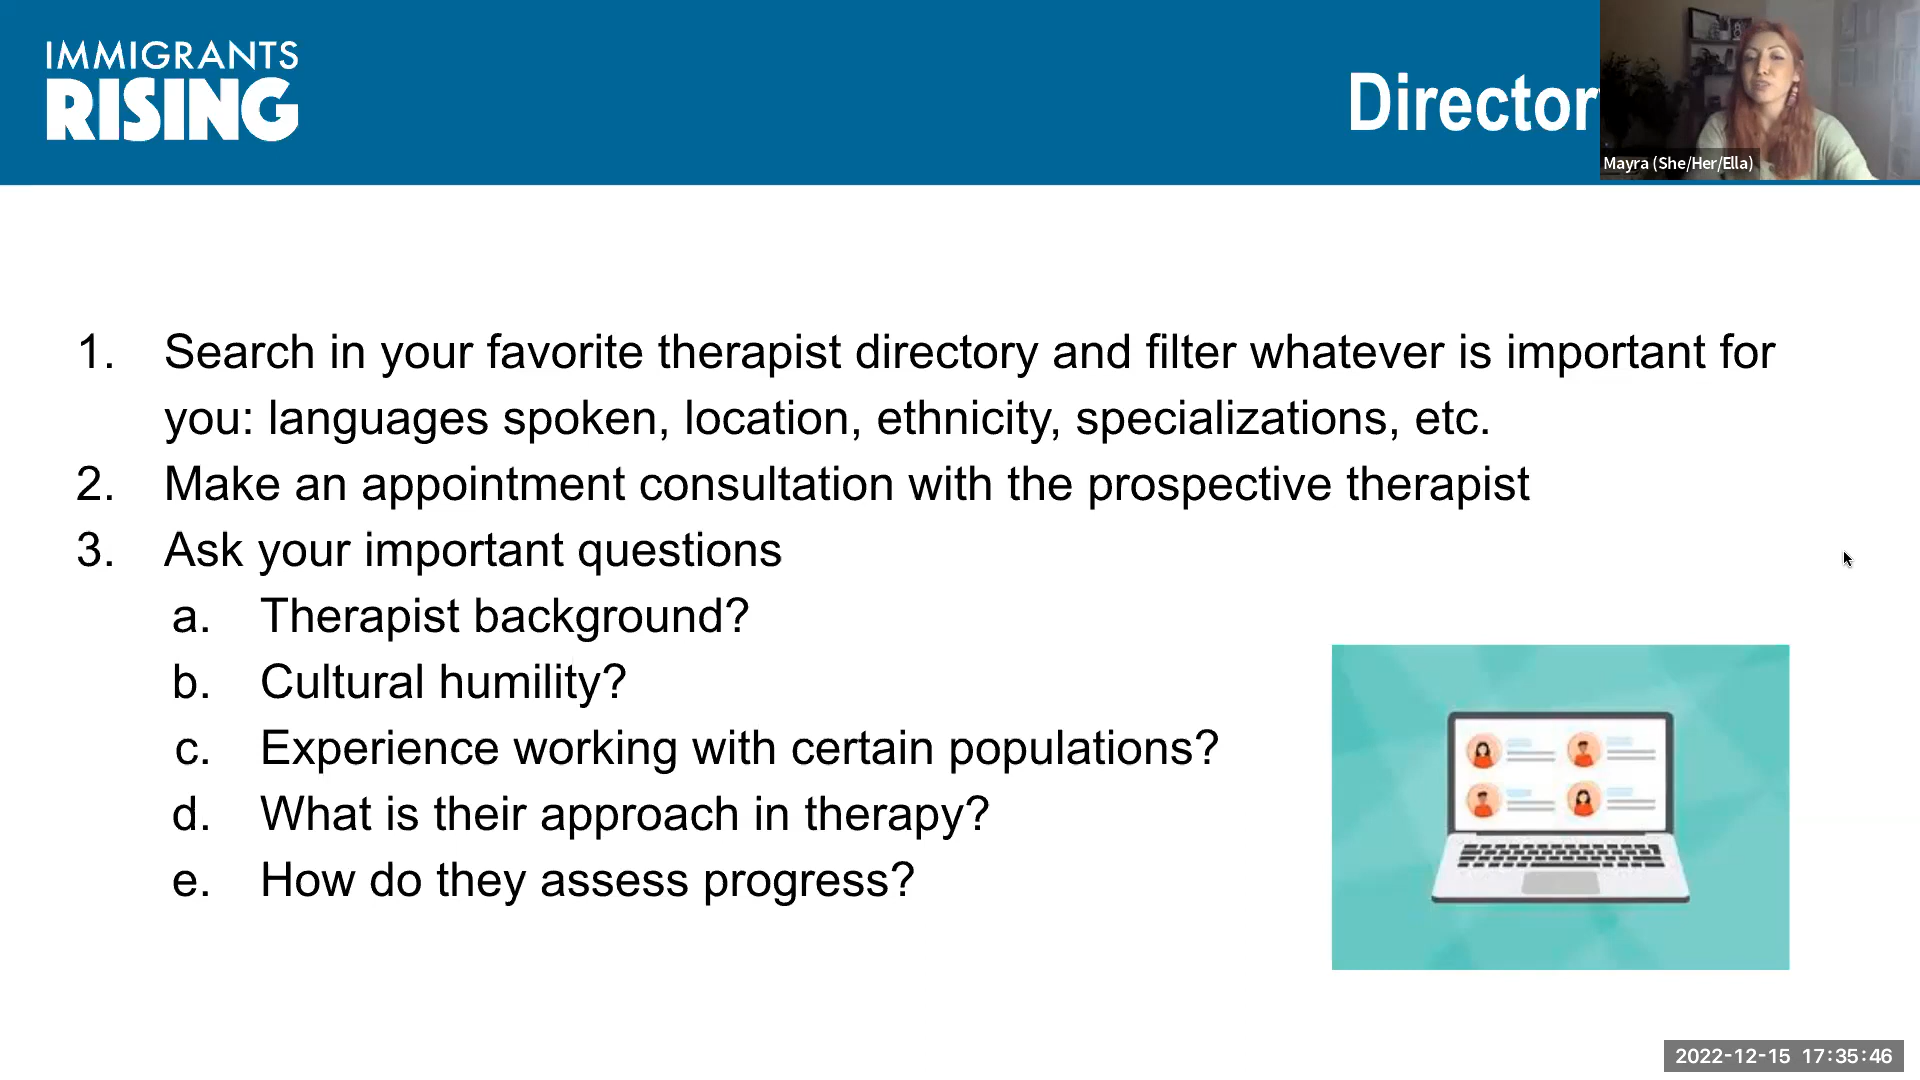 IMMIGRANTS
RISING
Mayra (She/Her/Ella)
1. Search in your favorite therapist directory and filter whatever is important for
you: languages spoken, location, ethnicity, specializations, etc.
2. Make an appointment consultation with the prospective therapist
3. Ask your important questions
a. Therapist background?
b. Cultural humility?
c. Experience working with certain populations?
d. What is their approach in therapy?
e. How do they assess progress?
2022-12-15 17:35:46